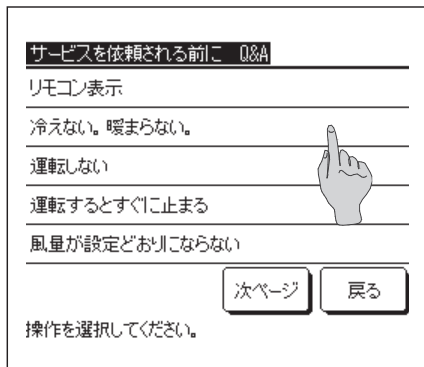 サービスを依頼される前に Q&A
リモコン表示
冷えない。暖まらない。
運転しない
運転するとすぐに止まる
風量が設定どおりにならない
次ページ 戻る
操作を選択してください。